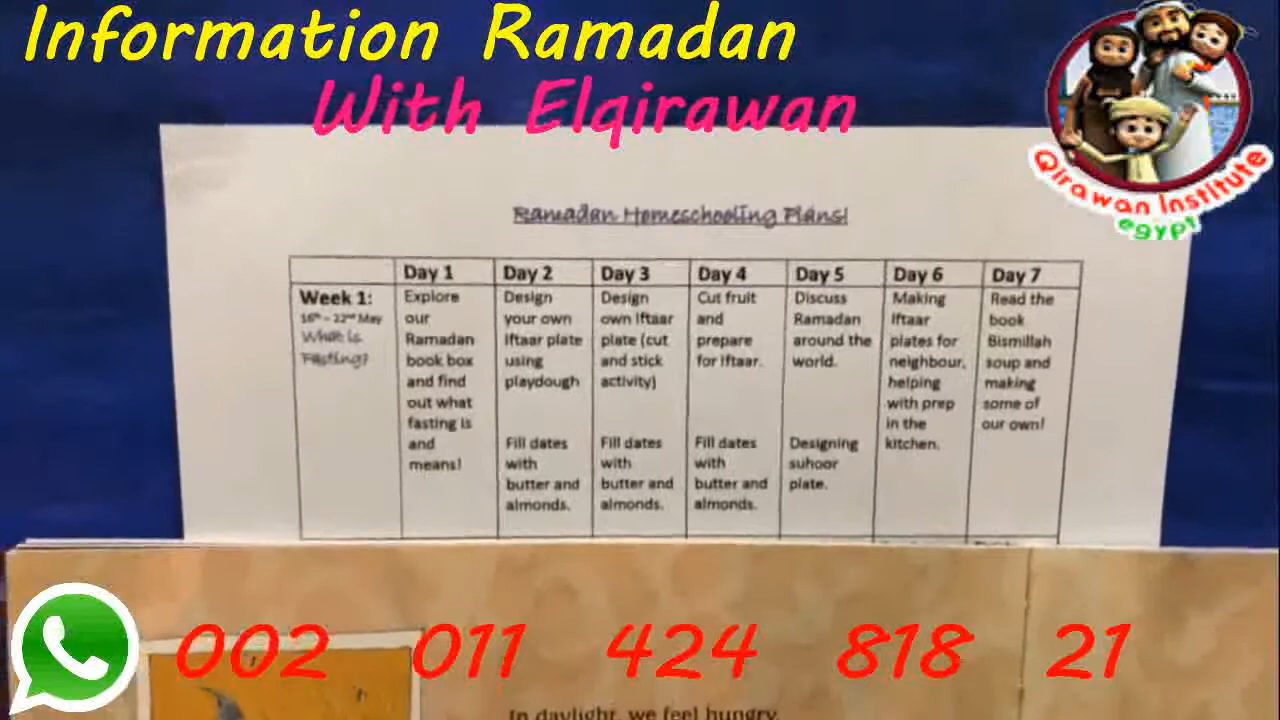 Information Ramadan
With Elqirawan
Qirawan Institute
egypt
Ramadan Homeschooling Plans!
Day 1 Day 2 Day 3 Day 4 Day 5 Day 6 Day 7
Week 1:
16th – 22nd May
What is
Fasting?
Explore
our
Ramadan
book box
and find
out what
fasting is
and
means!
Design
your own
Iftaar plate
using
playdough
Fill dates
with
butter and
almonds.
Design
own Iftaar
plate (cut
and stick
activity)
Fill dates
with
butter and
almonds.
Cut fruit
and
prepare
for Iftaar.
Fill dates
with
butter and
almonds.
Discuss
Ramadan
around the
world.
Designing
suhoor
plate.
Making
Iftaar
plates for
neighbour,
helping
with prep
in the
kitchen.
Read the
book
Bismillah
soup and
making
some of
our own!
002 011 424 818 21
In daylight, we feel hungry.